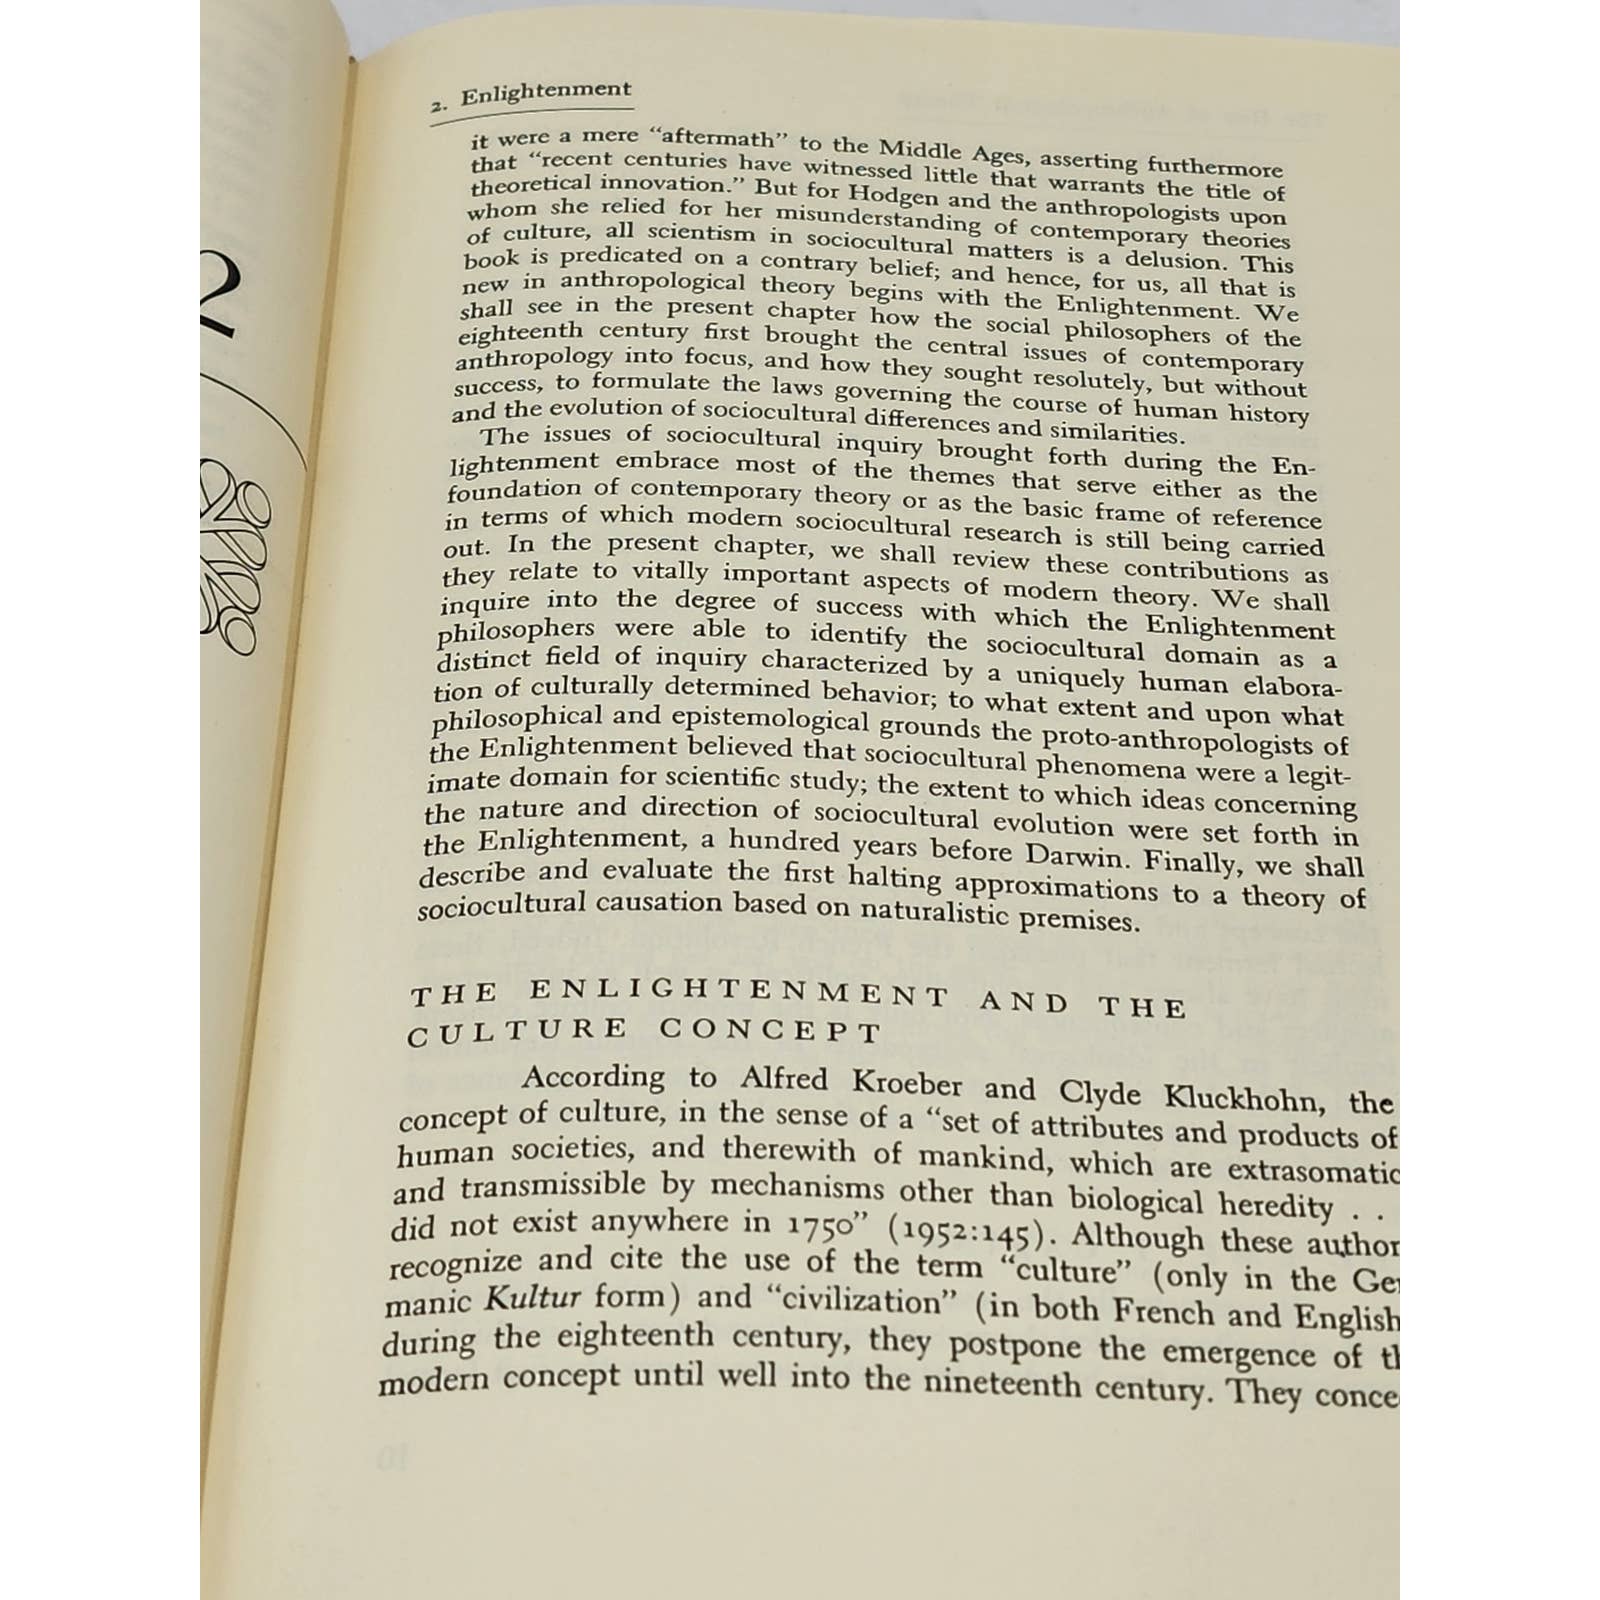 2
2. Enlightenment
it were a mere “aftermath” to the Middle Ages, asserting furthermore
that “recent centuries have witnessed little that warrants the title of
theoretical innovation.” But for Hodgen and the anthropologists upon
whom she relied for her misunderstanding of contemporary theories
of culture, all scientism in sociocultural matters is a delusion. This
book is predicated on a contrary belief; and hence, for us, all that is
new in anthropological theory begins with the Enlightenment. We
shall see in the present chapter how the social philosophers of the
eighteenth century first brought the central issues of contemporary
anthropology into focus, and how they sought resolutely, but without
success, to formulate the laws governing the course of human history
and the evolution of sociocultural differences and similarities.
The issues of sociocultural inquiry brought forth during the En-
lightenment embrace most of the themes that serve either as the
foundation of contemporary theory or as the basic frame of reference
in terms of which modern sociocultural research is still being carried
out. In the present chapter, we shall review these contributions as
they relate to vitally important aspects of modern theory. We shall
inquire into the degree of success with which the Enlightenment
philosophers were able to identify the sociocultural domain as a
distinct field of inquiry characterized by a uniquely human elabora-
tion of culturally determined behavior; to what extent and upon what
philosophical and epistemological grounds the proto-anthropologists of
the Enlightenment believed that sociocultural phenomena were a legit-
imate domain for scientific study; the extent to which ideas concerning
the nature and direction of sociocultural evolution were set forth in
the Enlightenment, a hundred years before Darwin. Finally, we shall
describe and evaluate the first halting approximations to a theory of
sociocultural causation based on naturalistic premises.
THE ENLIGHTENMENT AND THE
CULTURE CONCEPT
According to Alfred Kroeber and Clyde Kluckhohn, the
concept of culture, in the sense of a “set of attributes and products of
human societies, and therewith of mankind, which are extrasomatic
and transmissible by mechanisms other than biological heredity . .
did not exist anywhere in 1750” (1952:145). Although these author
recognize and cite the use of the term “culture” (only in the Ger
manic Kultur form) and “civilization” (in both French and English
during the eighteenth century, they postpone the emergence of th
modern concept until well into the nineteenth century. They conce